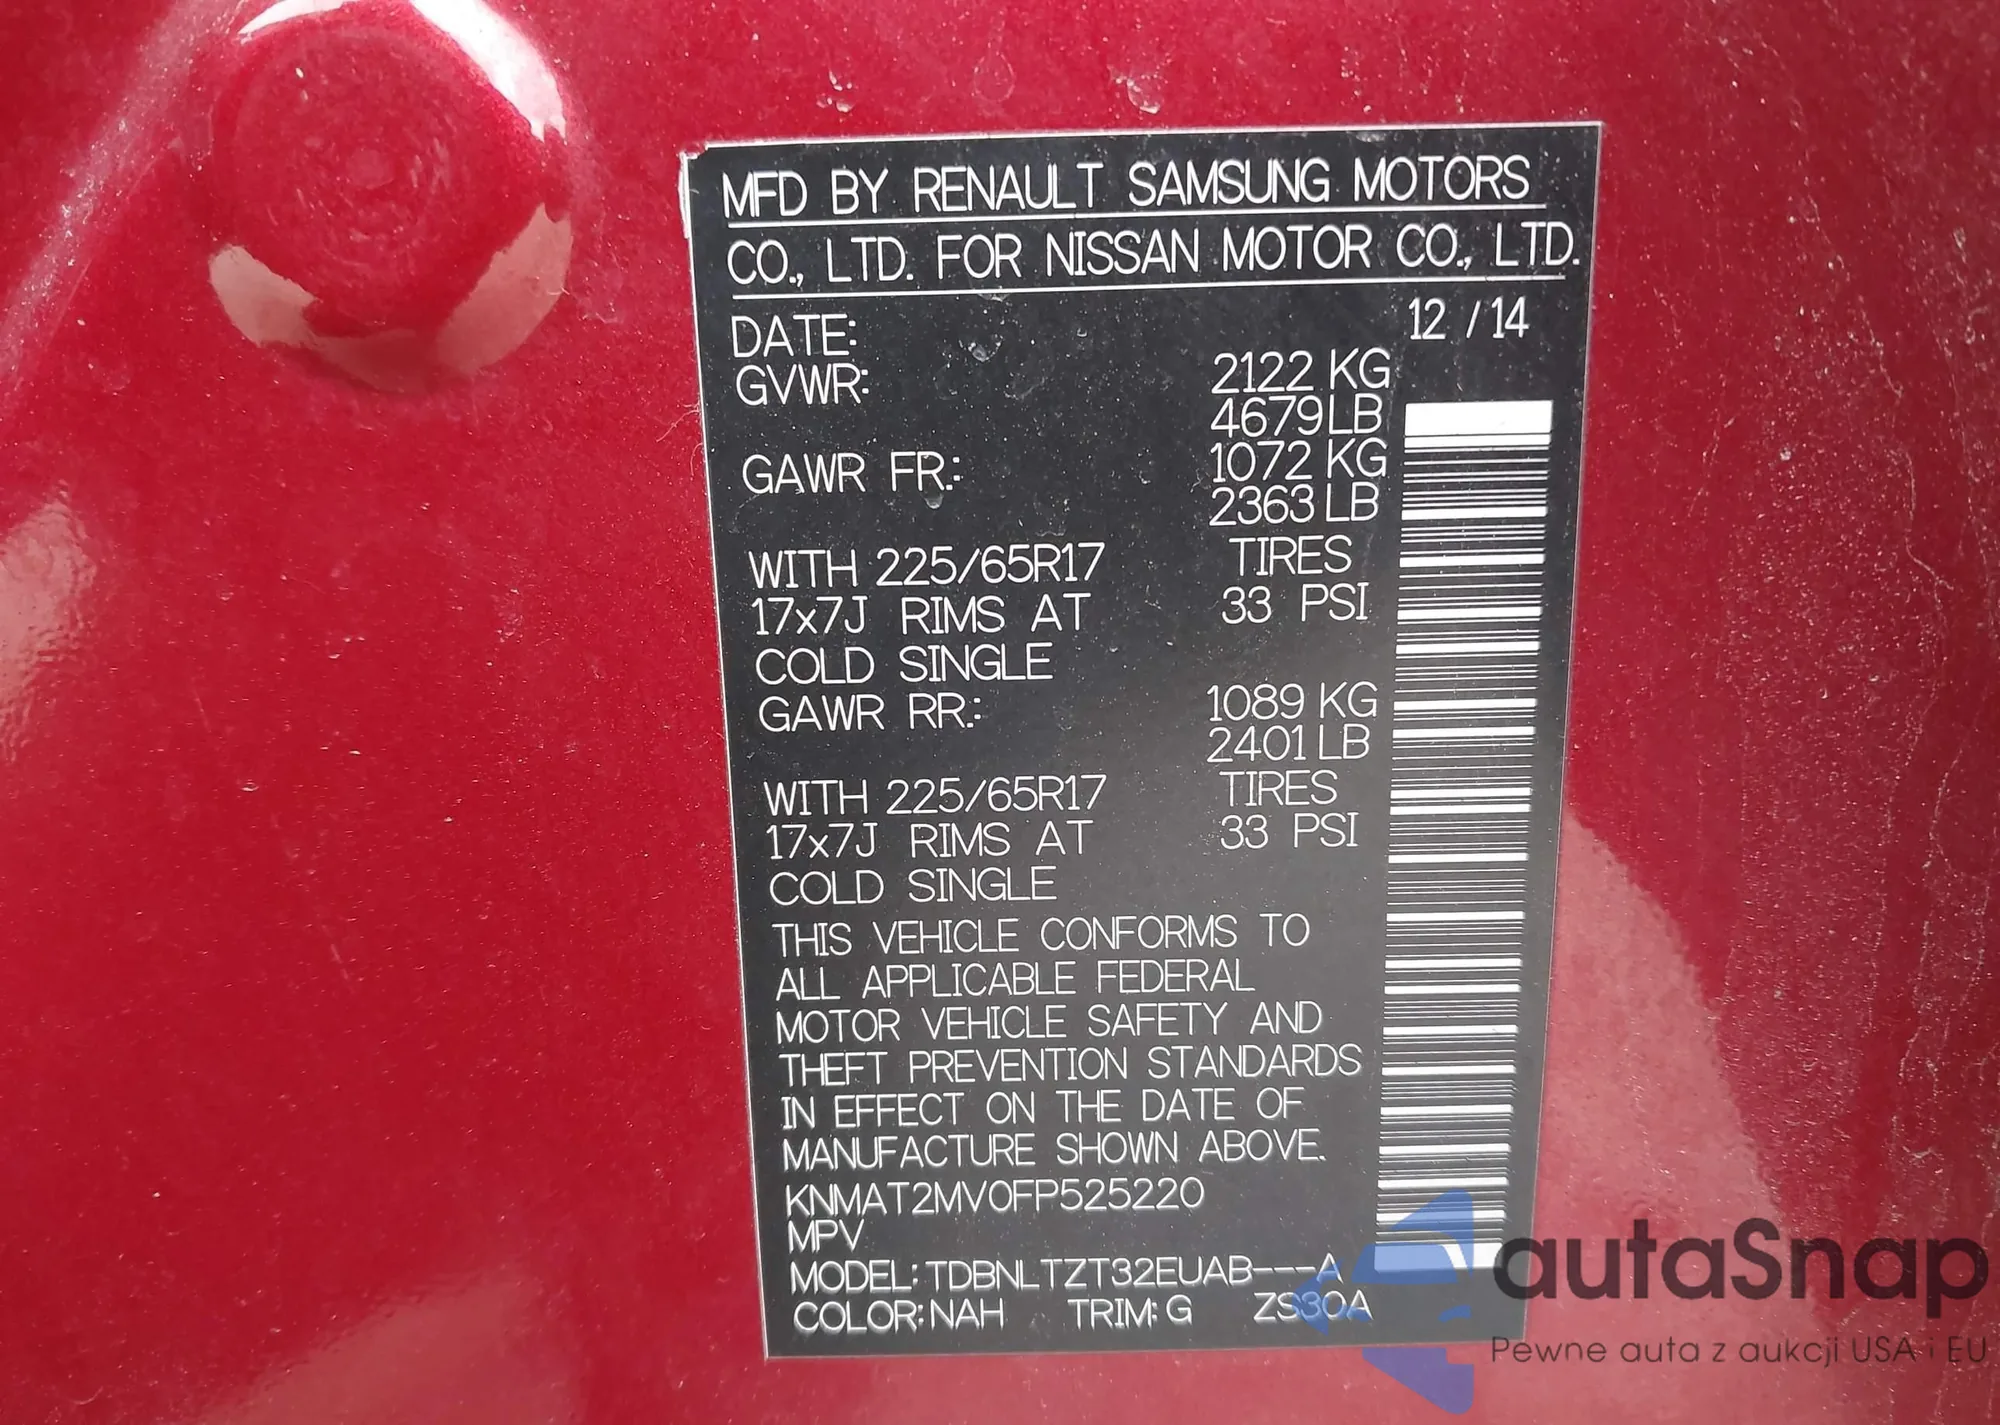 MFD BY RENAULT SAMSUNG MOTORS
CO., LTD. FOR NISSAN MOTOR CO., LTD.
DATE: 12 / 14
GVWR: 2122 KG
4679 LB
GAWR FR.: 1072 KG
2363 LB
WITH 225/65R17 TIRES
17x7J RIMS AT 33 PSI
COLD SINGLE
GAWR RR.: 1089 KG
2401 LB
WITH 225/65R17 TIRES
17x7J RIMS AT 33 PSI
COLD SINGLE
THIS VEHICLE CONFORMS TO
ALL APPLICABLE FEDERAL
MOTOR VEHICLE SAFETY AND
THEFT PREVENTION STANDARDS
IN EFFECT ON THE DATE OF
MANUFACTURE SHOWN ABOVE.
KNMAT2MV0FP525220
MPV
MODEL: TDBNLTZT32EUAB---A
COLOR: NAH TRIM: G ZS30A
autaSnap
Pewne auta z aukcji USA i EU